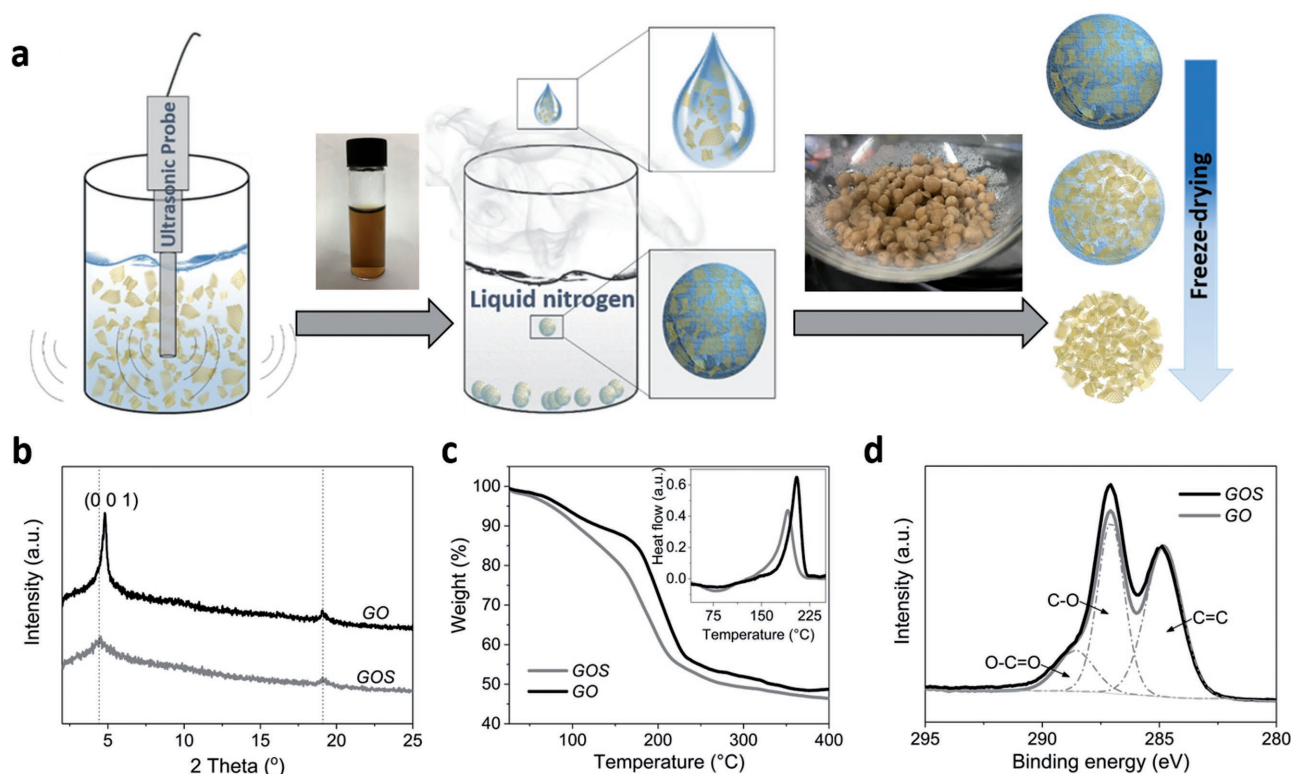 a
Ultrasonic Probe
Liquid nitrogen
Freeze-drying
b
(0 0 1)
GO
GOS
Intensity (a.u.)
5
10
15
20
25
2 Theta (°)
c
100
90
80
70
60
50
40
Weight (%)
GOS
GO
100
200
300
400
Temperature (°C)
0.6
0.4
0.2
0.0
Heat flow (a.u.)
75
150
225
Temperature (°C)
d
GOS
GO
C-O
C=C
O-C=O
Intensity (a.u.)
295
290
285
280
Binding energy (eV)